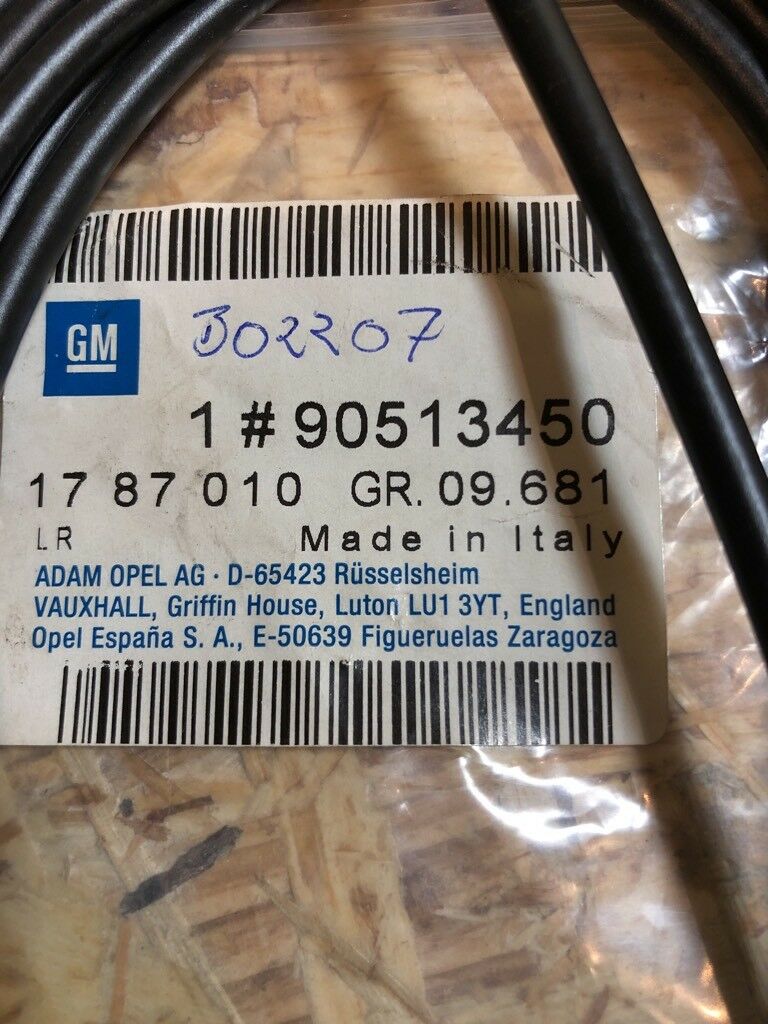 GM
B02207
1 # 90513450
17 87 010 GR. 09.681
LR Made in Italy
ADAM OPEL AG · D-65423 Rüsselsheim
VAUXHALL, Griffin House, Luton LU1 3YT, England
Opel España S. A., E-50639 Figueruelas Zaragoza